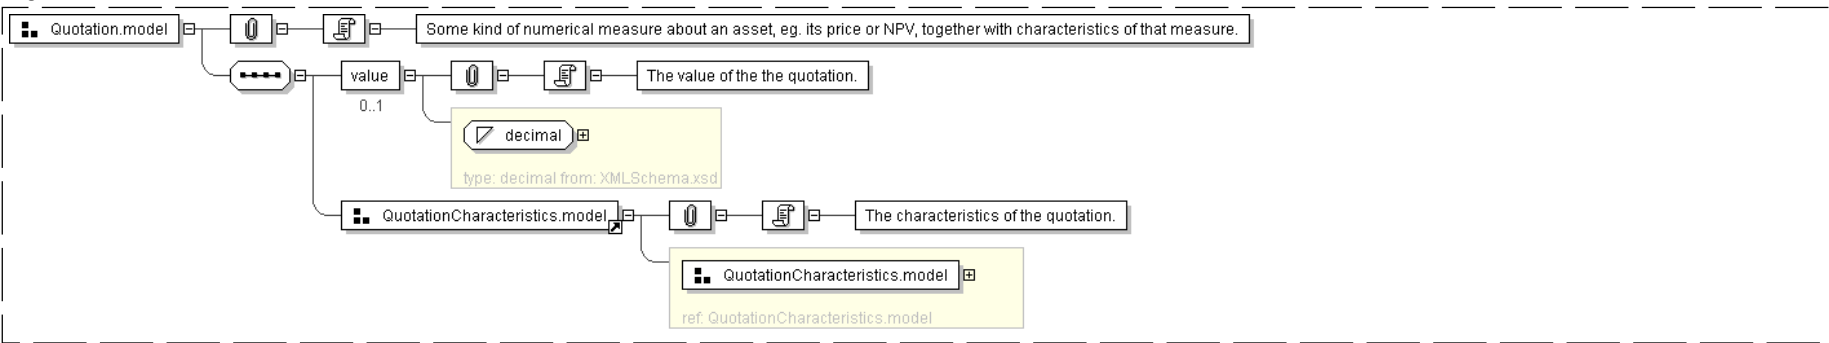 Quotation.model
Some kind of numerical measure about an asset, eg. its price or NPV, together with characteristics of that measure.
value
The value of the the quotation.
0..1
decimal
type: decimal from: XMLSchema.xsd
QuotationCharacteristics.model
The characteristics of the quotation.
QuotationCharacteristics.model
ref: QuotationCharacteristics.model